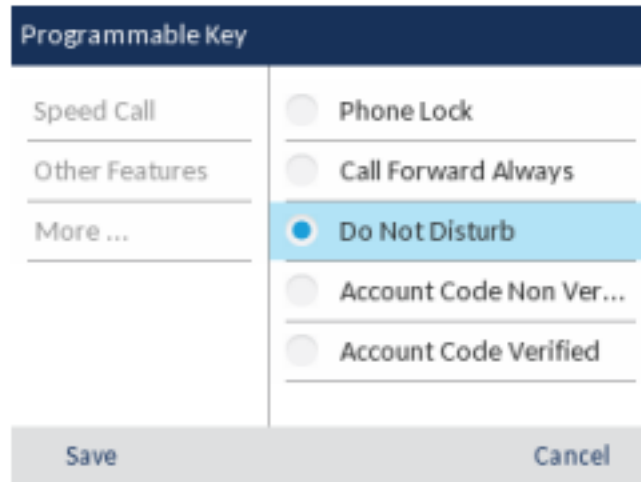 Programmable Key
Speed Call
Other Features
More ...
Phone Lock
Call Forward Always
Do Not Disturb
Account Code Non Ver...
Account Code Verified
Save
Cancel